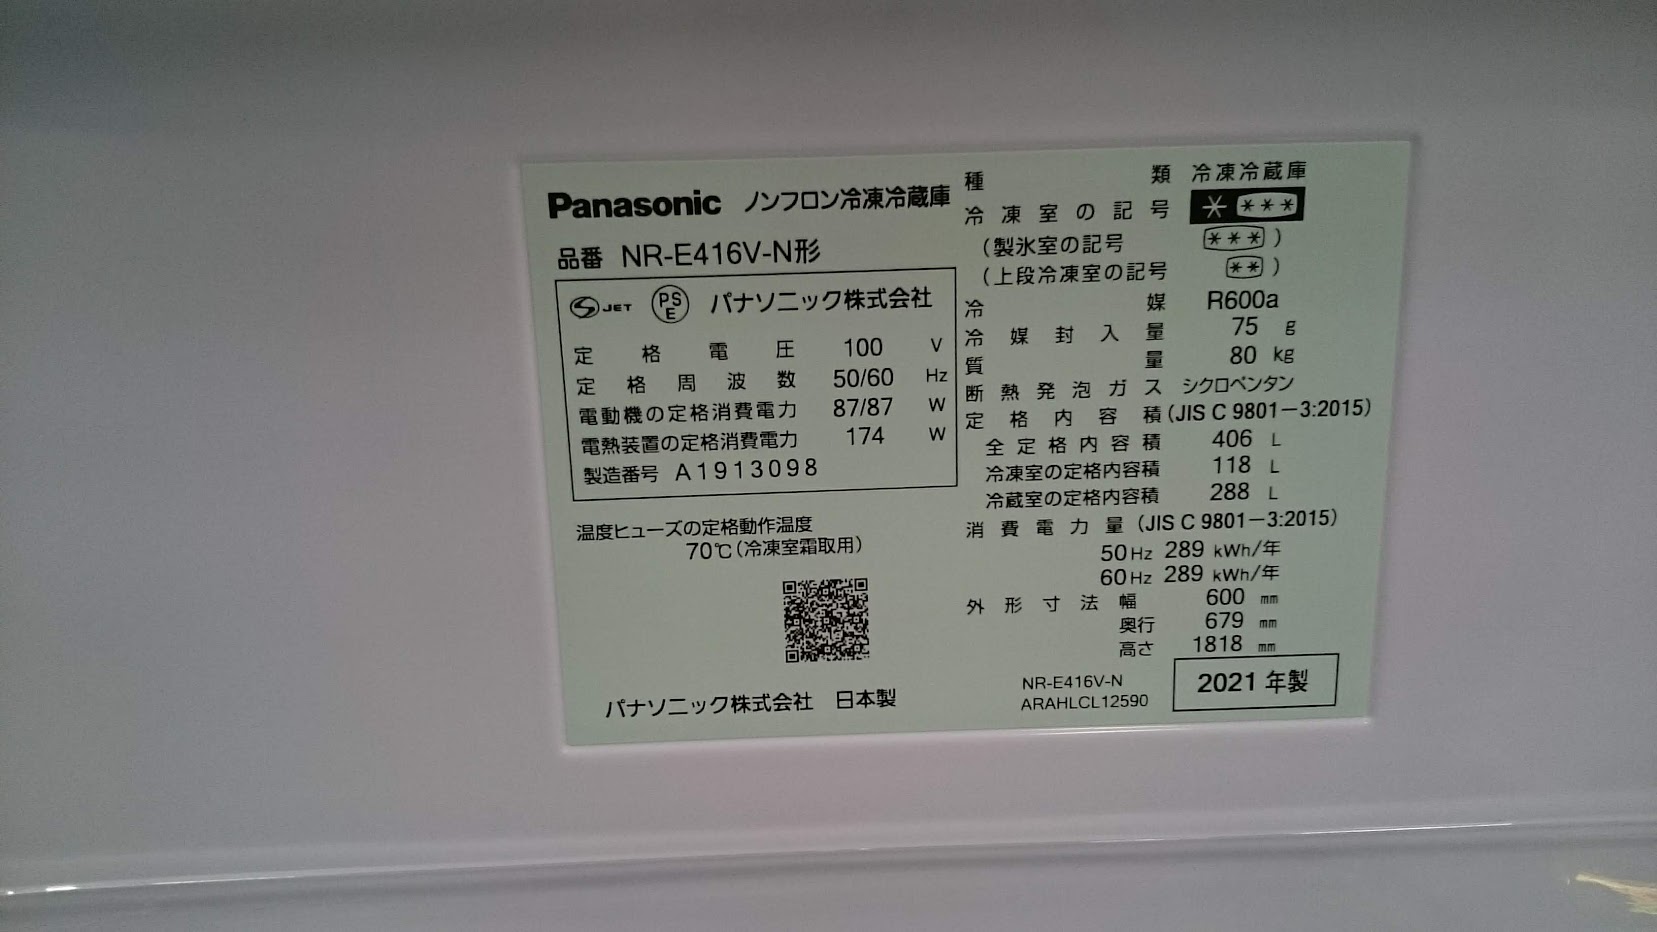 Panasonic ノンフロン冷凍冷蔵庫
品番 NR-E416V-N形
JET PSE パナソニック株式会社
定格電圧 100 V
定格周波数 50/60 Hz
電動機の定格消費電力 87/87 W
電熱装置の定格消費電力 174 W
製造番号 A1913098
温度ヒューズの定格動作温度
70℃(冷凍室霜取用)
パナソニック株式会社 日本製
種類 冷凍冷蔵庫
冷凍室の記号 * ***
(製氷室の記号 ***)
(上段冷凍室の記号 **)
冷媒 R600a
冷媒封入量 75 g
質量 80 kg
断熱発泡ガス シクロペンタン
定格内容積(JIS C 9801-3:2015)
全定格内容積 406 L
冷凍室の定格内容積 118 L
冷蔵室の定格内容積 288 L
消費電力量(JIS C 9801-3:2015)
50Hz 289 kWh/年
60Hz 289 kWh/年
外形寸法 幅 600 mm
奥行 679 mm
高さ 1818 mm
NR-E416V-N
ARAHLCL12590
2021 年製